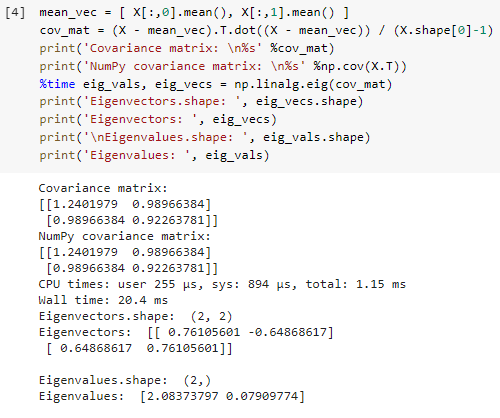 [4] mean_vec = [ X[:,0].mean(), X[:,1].mean() ]
cov_mat = (X - mean_vec).T.dot((X - mean_vec)) / (X.shape[0]-1)
print('Covariance matrix: \n%s' %cov_mat)
print('NumPy covariance matrix: \n%s' %np.cov(X.T))
%time eig_vals, eig_vecs = np.linalg.eig(cov_mat)
print('Eigenvectors.shape: ', eig_vecs.shape)
print('Eigenvectors: ', eig_vecs)
print('\nEigenvalues.shape: ', eig_vals.shape)
print('Eigenvalues: ', eig_vals)
Covariance matrix:
[[1.2401979  0.98966384]
 [0.98966384 0.92263781]]
NumPy covariance matrix:
[[1.2401979  0.98966384]
 [0.98966384 0.92263781]]
CPU times: user 255 µs, sys: 894 µs, total: 1.15 ms
Wall time: 20.4 ms
Eigenvectors.shape:  (2, 2)
Eigenvectors:  [[ 0.76105601 -0.64868617]
 [ 0.64868617  0.76105601]]
Eigenvalues.shape:  (2,)
Eigenvalues:  [2.08373797 0.07909774]